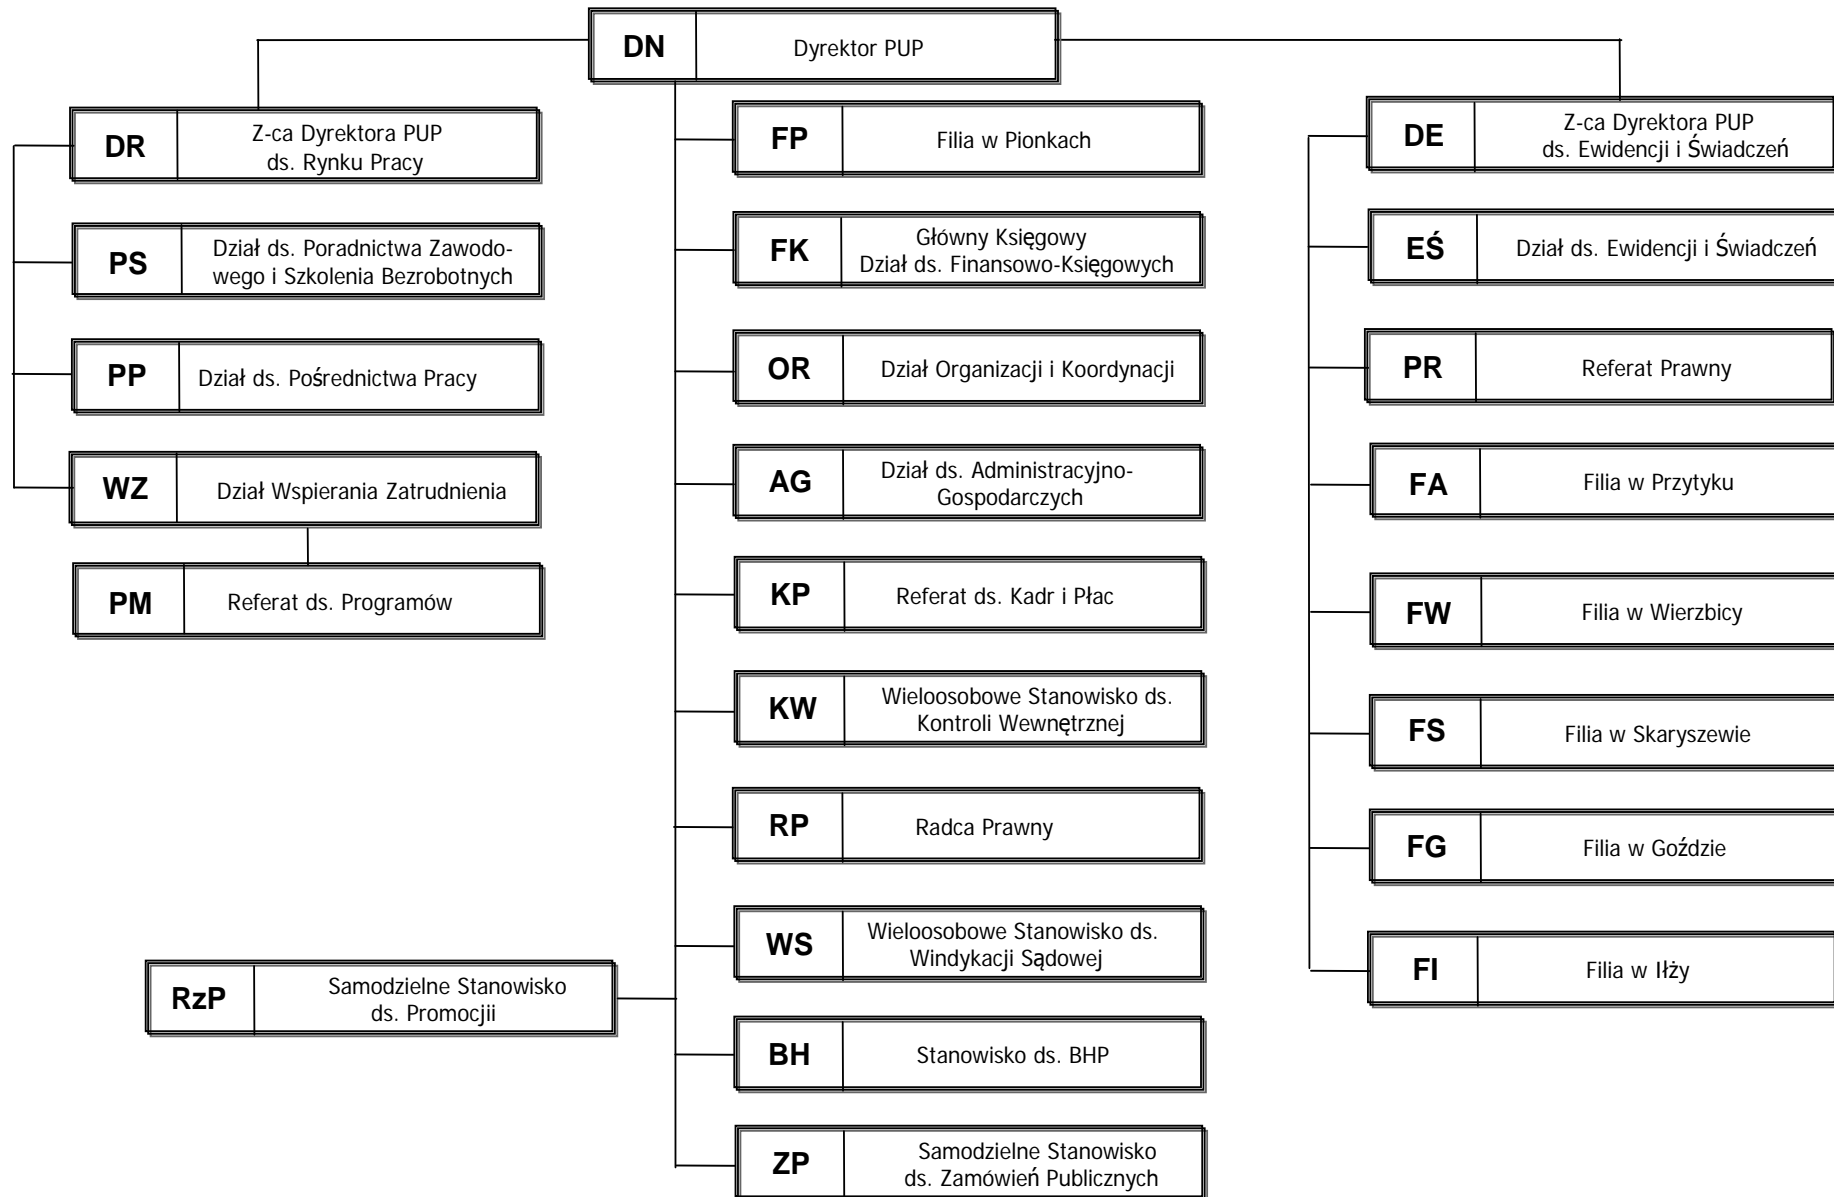 DN
Dyrektor PUP
DR
Z-ca Dyrektora PUP
ds. Rynku Pracy
PS
Dział ds. Poradnictwa Zawodo-
wego i Szkolenia Bezrobotnych
PP
Dział ds. Pośrednictwa Pracy
WZ
Dział Wspierania Zatrudnienia
PM
Referat ds. Programów
RzP
Samodzielne Stanowisko
ds. Promocjii
FP
Filia w Pionkach
FK
Główny Księgowy
Dział ds. Finansowo-Księgowych
OR
Dział Organizacji i Koordynacji
AG
Dział ds. Administracyjno-
Gospodarczych
KP
Referat ds. Kadr i Płac
KW
Wieloosobowe Stanowisko ds.
Kontroli Wewnętrznej
RP
Radca Prawny
WS
Wieloosobowe Stanowisko ds.
Windykacji Sądowej
BH
Stanowisko ds. BHP
ZP
Samodzielne Stanowisko
ds. Zamówień Publicznych
DE
Z-ca Dyrektora PUP
ds. Ewidencji i Świadczeń
EŚ
Dział ds. Ewidencji i Świadczeń
PR
Referat Prawny
FA
Filia w Przytyku
FW
Filia w Wierzbicy
FS
Filia w Skaryszewie
FG
Filia w Goździe
FI
Filia w Iłży